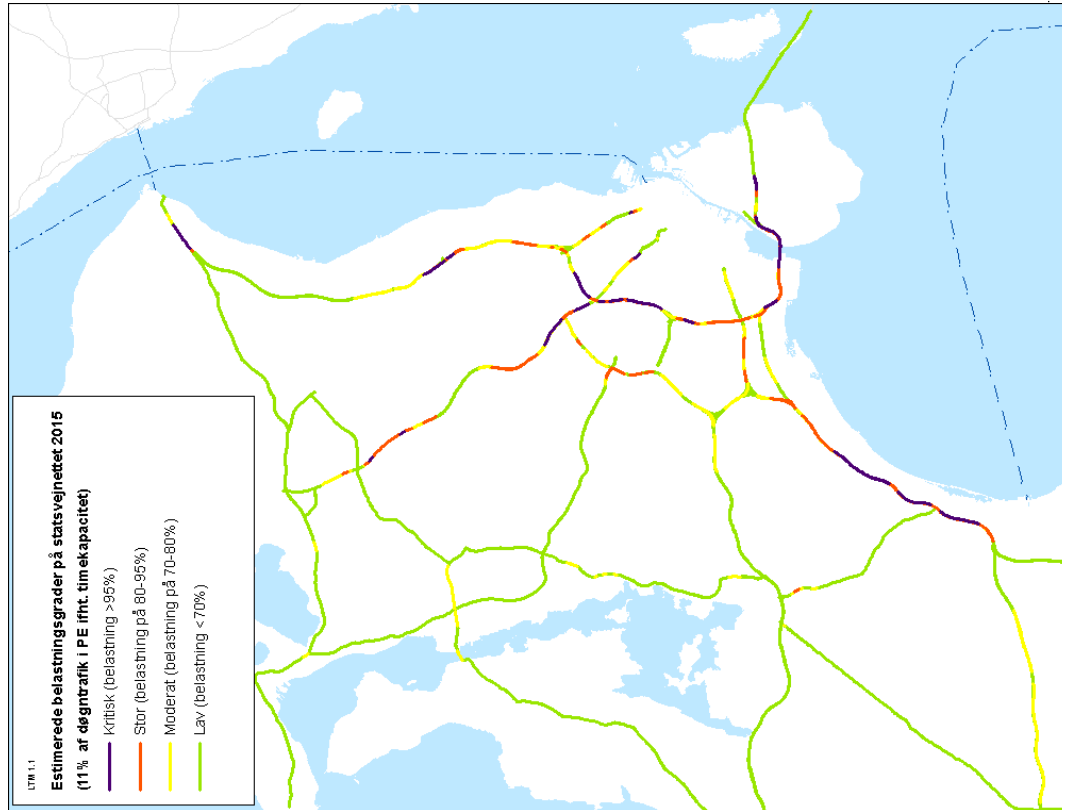 LTM 1.1
Estimerede belastningsgrader på statsvejnettet 2015
(11% af døgntrafik i PE ifht. timekapacitet)
Kritisk (belastning >95%)
Stor (belastning på 80-95%)
Moderat (belastning på 70-80%)
Lav (belastning <70%)